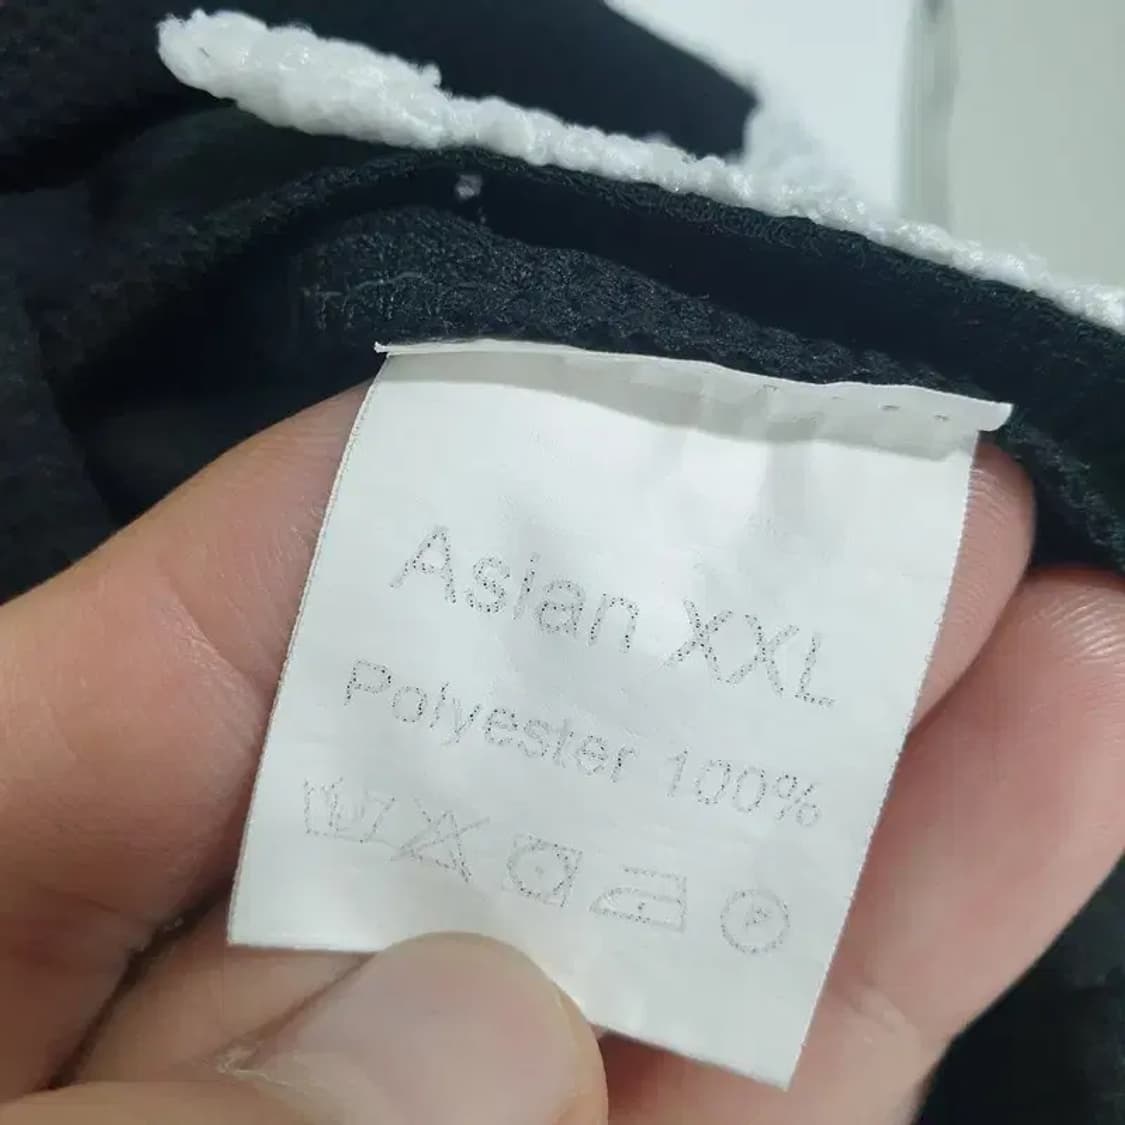 Asian XXL
Polyester 100%
P